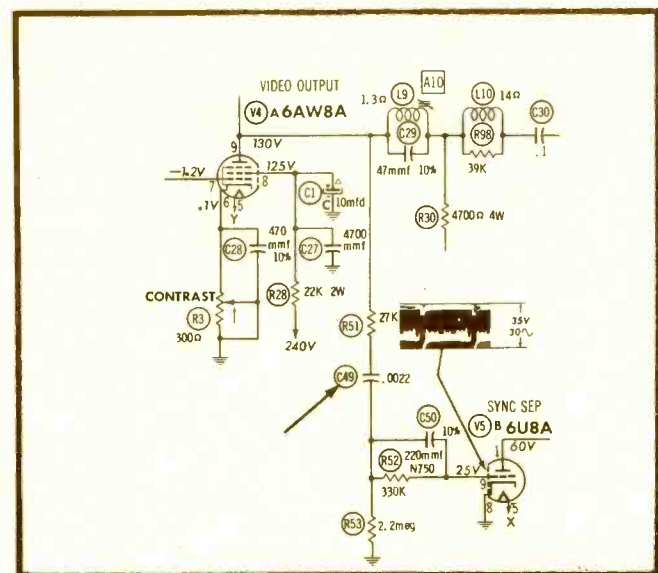 VIDEO OUTPUT
V4 A 6AW8A
A10
1.3Ω
L9
L10
14Ω
C30
.1
9
130V
C29
R98
47mmf 10%
39K
-1.2V
7
125V
8
6
5
.1V
Y
C1
C
10mfd
R30
4700Ω 4W
470
mmf
10%
C28
C27
4700
mmf
CONTRAST
R3
300Ω
R28
22K 2W
240V
R51
27K
35V
30∿
C49
.0022
SYNC SEP
V5 B 6U8A
60V
C50
10%
220mmf
N750
R52
330K
25V
1
9
8
5
X
R53
2.2meg